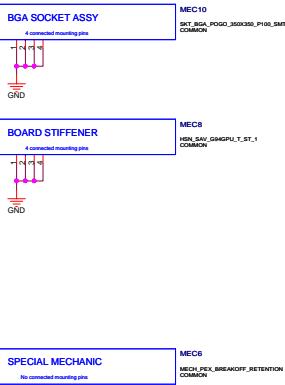 BGA SOCKET ASSY
4 connected mounting pins
MEC10
SKT_BGA_POGO_350X350_P100_SMT
COMMON
1 2 3 4
GND
BOARD STIFFENER
4 connected mounting pins
MEC8
HSN_SAV_G94GPU_T_ST_1
COMMON
1 2 3 4
GND
SPECIAL MECHANIC
No connected mounting pins
MEC6
MECH_PEX_BREAKOFF_RETENTION
COMMON